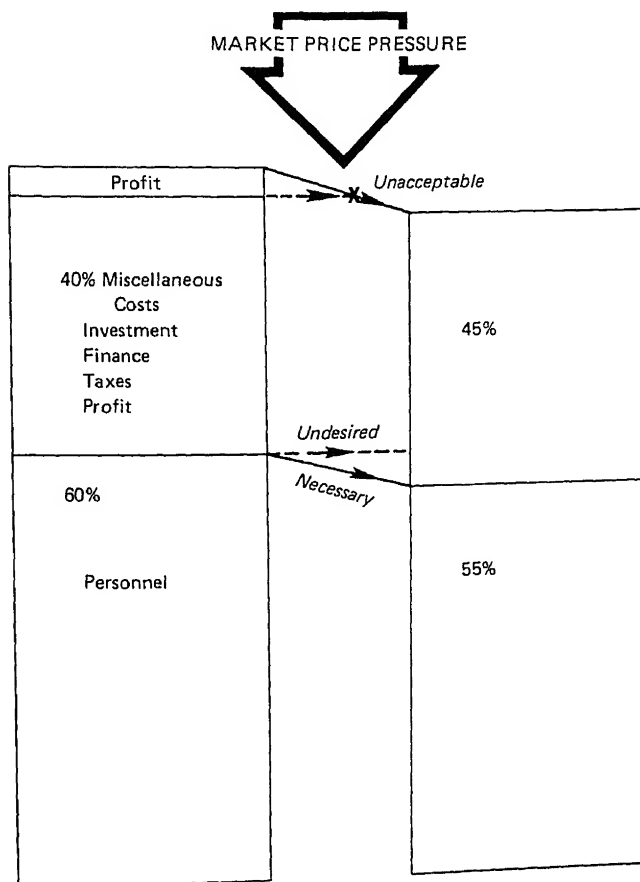 MARKET PRICE PRESSURE
Profit
Unacceptable
40% Miscellaneous
Costs
Investment
Finance
Taxes
Profit
45%
Undesired
Necessary
60%
Personnel
55%